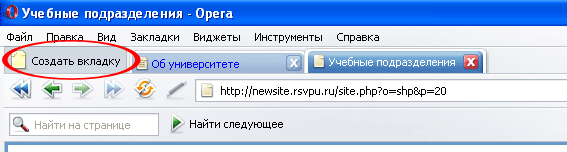 Учебные подразделения - Opera
Файл Правка Вид Закладки Виджеты Инструменты Справка
Создать вкладку Об университете Учебные подразделения
http://newsite.rsvpu.ru/site.php?o=shp&p=20
Найти на странице Найти следующее